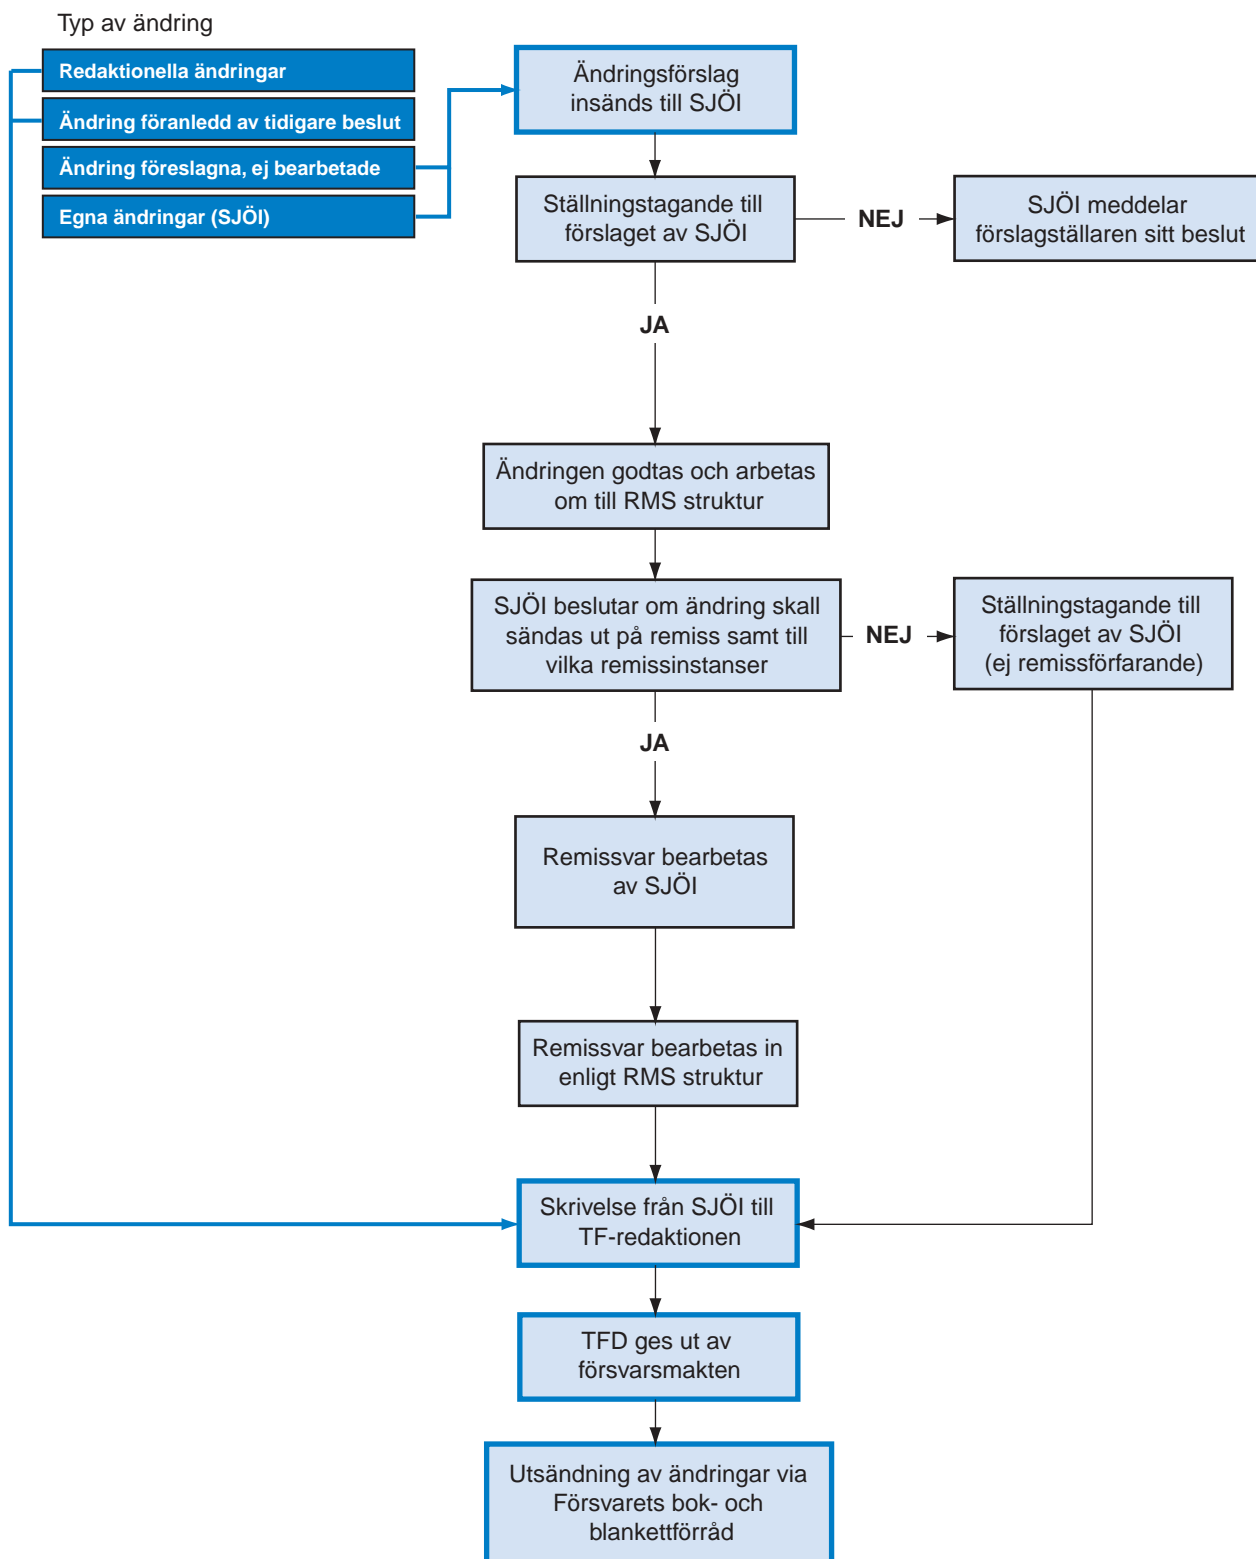 Typ av ändring
Redaktionella ändringar
Ändring föranledd av tidigare beslut
Ändring föreslagna, ej bearbetade
Egna ändringar (SJÖI)
Ändringsförslag
insänds till SJÖI
Ställningstagande till
förslaget av SJÖI
NEJ
SJÖI meddelar
förslagställaren sitt beslut
JA
Ändringen godtas och arbetas
om till RMS struktur
SJÖI beslutar om ändring skall
sändas ut på remiss samt till
vilka remissinstanser
NEJ
Ställningstagande till
förslaget av SJÖI
(ej remissförfarande)
JA
Remissvar bearbetas
av SJÖI
Remissvar bearbetas in
enligt RMS struktur
Skrivelse från SJÖI till
TF-redaktionen
TFD ges ut av
försvarsmakten
Utsändning av ändringar via
Försvarets bok- och
blankettförråd